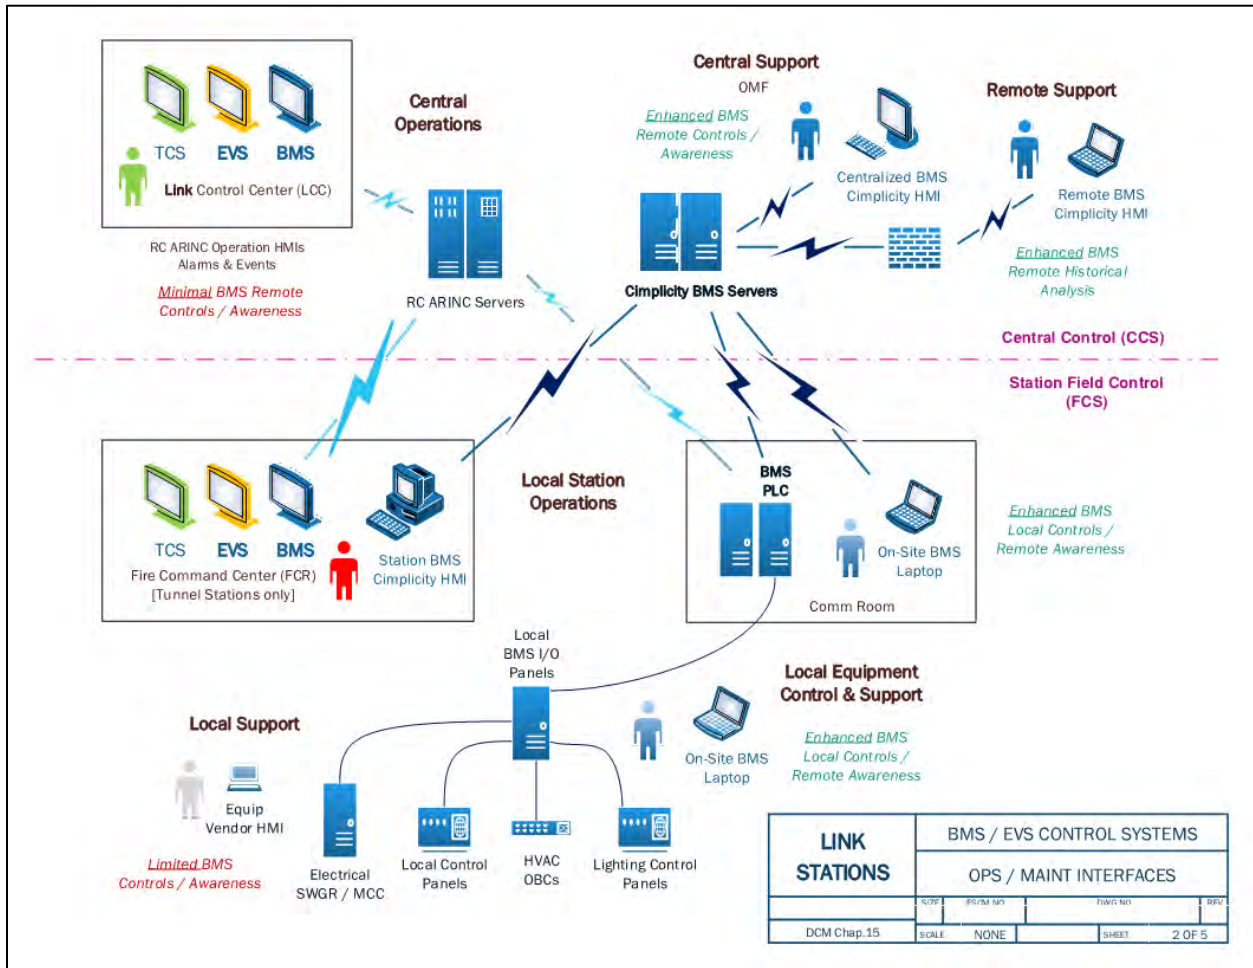 TCS EVS BMS
Link Control Center (LCC)
RC ARINC Operation HMIs
Alarms & Events
Minimal BMS Remote
Controls / Awareness
Central
Operations
RC ARINC Servers
Central Support
OMF
Enhanced BMS
Remote Controls /
Awareness
Centralized BMS
Cimplicity HMI
Cimplicity BMS Servers
Remote Support
Remote BMS
Cimplicity HMI
Enhanced BMS
Remote Historical
Analysis
Central Control (CCS)
Station Field Control
(FCS)
TCS EVS BMS
Fire Command Center (FCR)
[Tunnel Stations only]
Station BMS
Cimplicity HMI
Local Station
Operations
BMS
PLC
On-Site BMS
Laptop
Comm Room
Enhanced BMS
Local Controls /
Remote Awareness
Local
BMS I/O
Panels
Local Equipment
Control & Support
On-Site BMS
Laptop
Enhanced BMS
Local Controls /
Remote Awareness
Local Support
Equip
Vendor HMI
Limited BMS
Controls / Awareness
Electrical
SWGR / MCC
Local Control
Panels
HVAC
OBCs
Lighting Control
Panels
LINK
STATIONS
BMS / EVS CONTROL SYSTEMS
OPS / MAINT INTERFACES
SIZE FSCM NO DWG NO REV
DCM Chap.15
SCALE NONE SHEET 2 OF 5